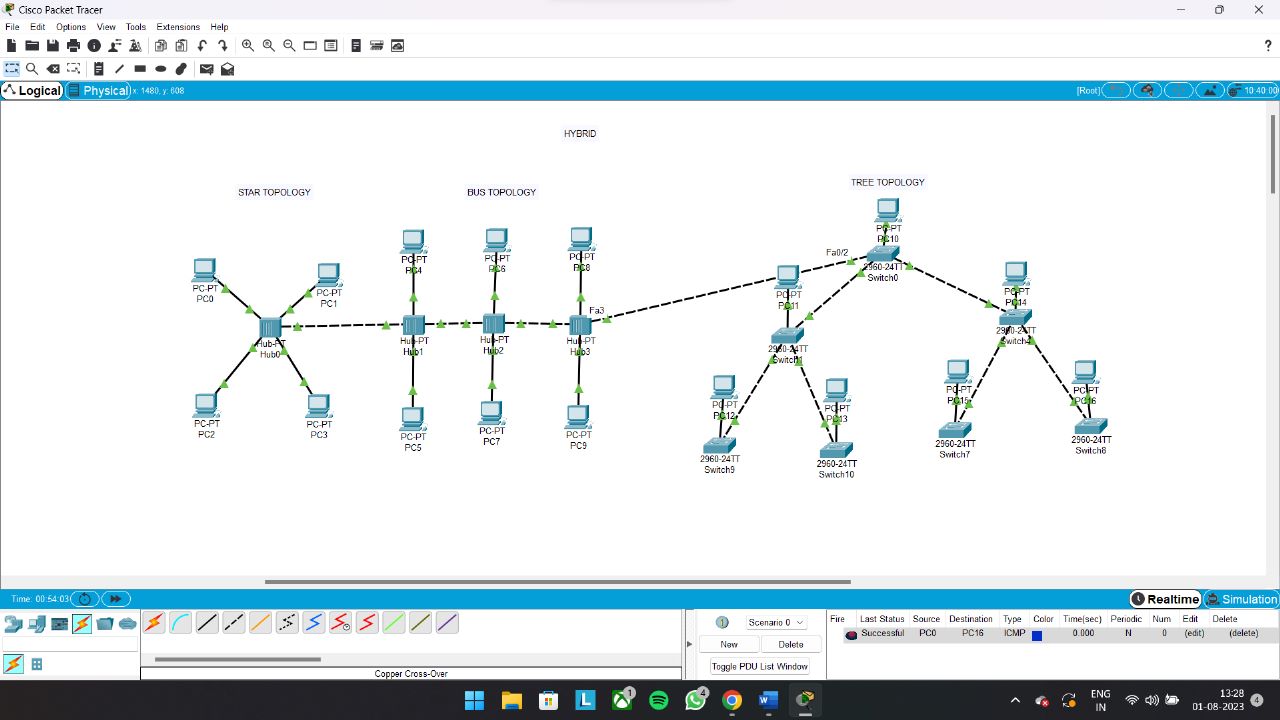 Cisco Packet Tracer
File Edit Options View Tools Extensions Help
?
Logical Physical x: 1480, y: 608 [Root] 10:40:00
HYBRID
TREE TOPOLOGY
STAR TOPOLOGY BUS TOPOLOGY
PC-PT
PC10
PC-PT
PC4
PC-PT
PC6
PC-PT
PC8
Fa0/2
2960-24TT
Switch0
PC-PT
PC0
PC-PT
PC1
PC-PT
PC11
PC-PT
PC14
Fa3
Hub-PT
Hub0
Hub-PT
Hub1
Hub-PT
Hub2
Hub-PT
Hub3
2960-24TT
Switch1
2960-24TT
PC-PT
PC12
PC-PT
PC13
PC-PT
PC15
PC-PT
PC16
PC-PT
PC2
PC-PT
PC3
PC-PT
PC5
PC-PT
PC7
PC-PT
PC9
2960-24TT
Switch9
2960-24TT
Switch10
2960-24TT
Switch7
2960-24TT
Switch8
Time: 00:54:03 Realtime Simulation
Scenario 0
New Delete
Toggle PDU List Window
Fire Last Status Source Destination Type Color Time(sec) Periodic Num Edit Delete
Successful PC0 PC16 ICMP 0.000 N 0 (edit) (delete)
Copper Cross-Over
L 1 4 W
ENG
IN
13:28
01-08-2023
4